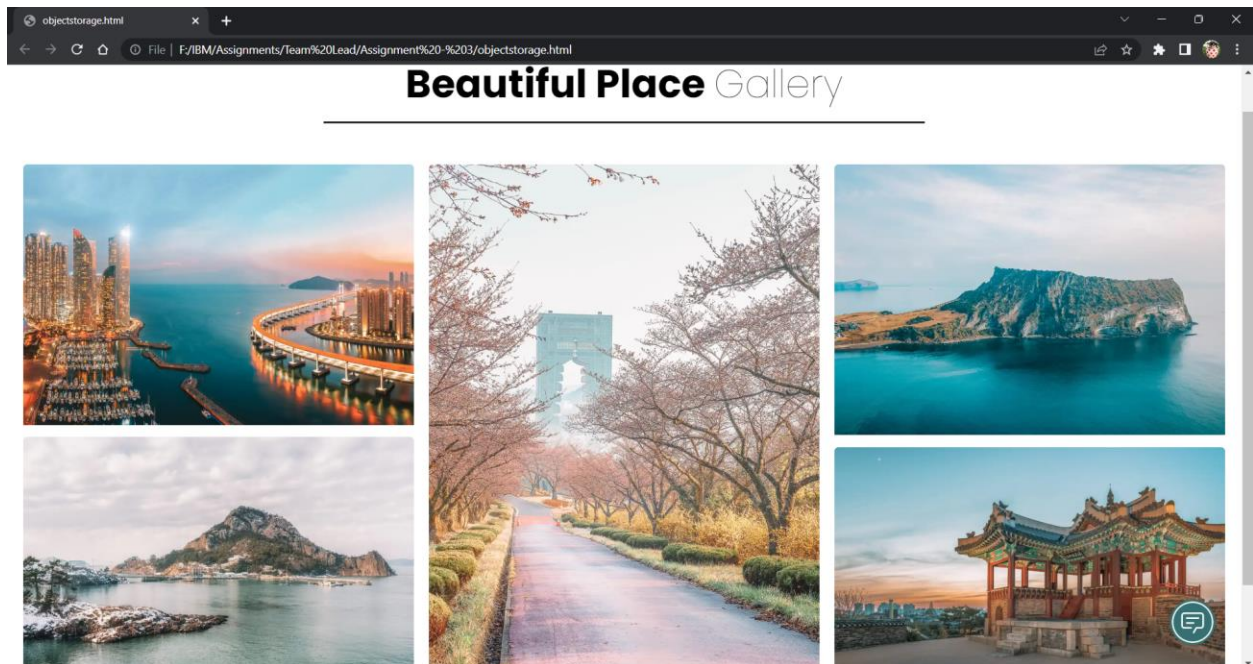 objectstorage.html
File | F:/IBM/Assignments/Team%20Lead/Assignment%20-%203/objectstorage.html
Beautiful Place Gallery